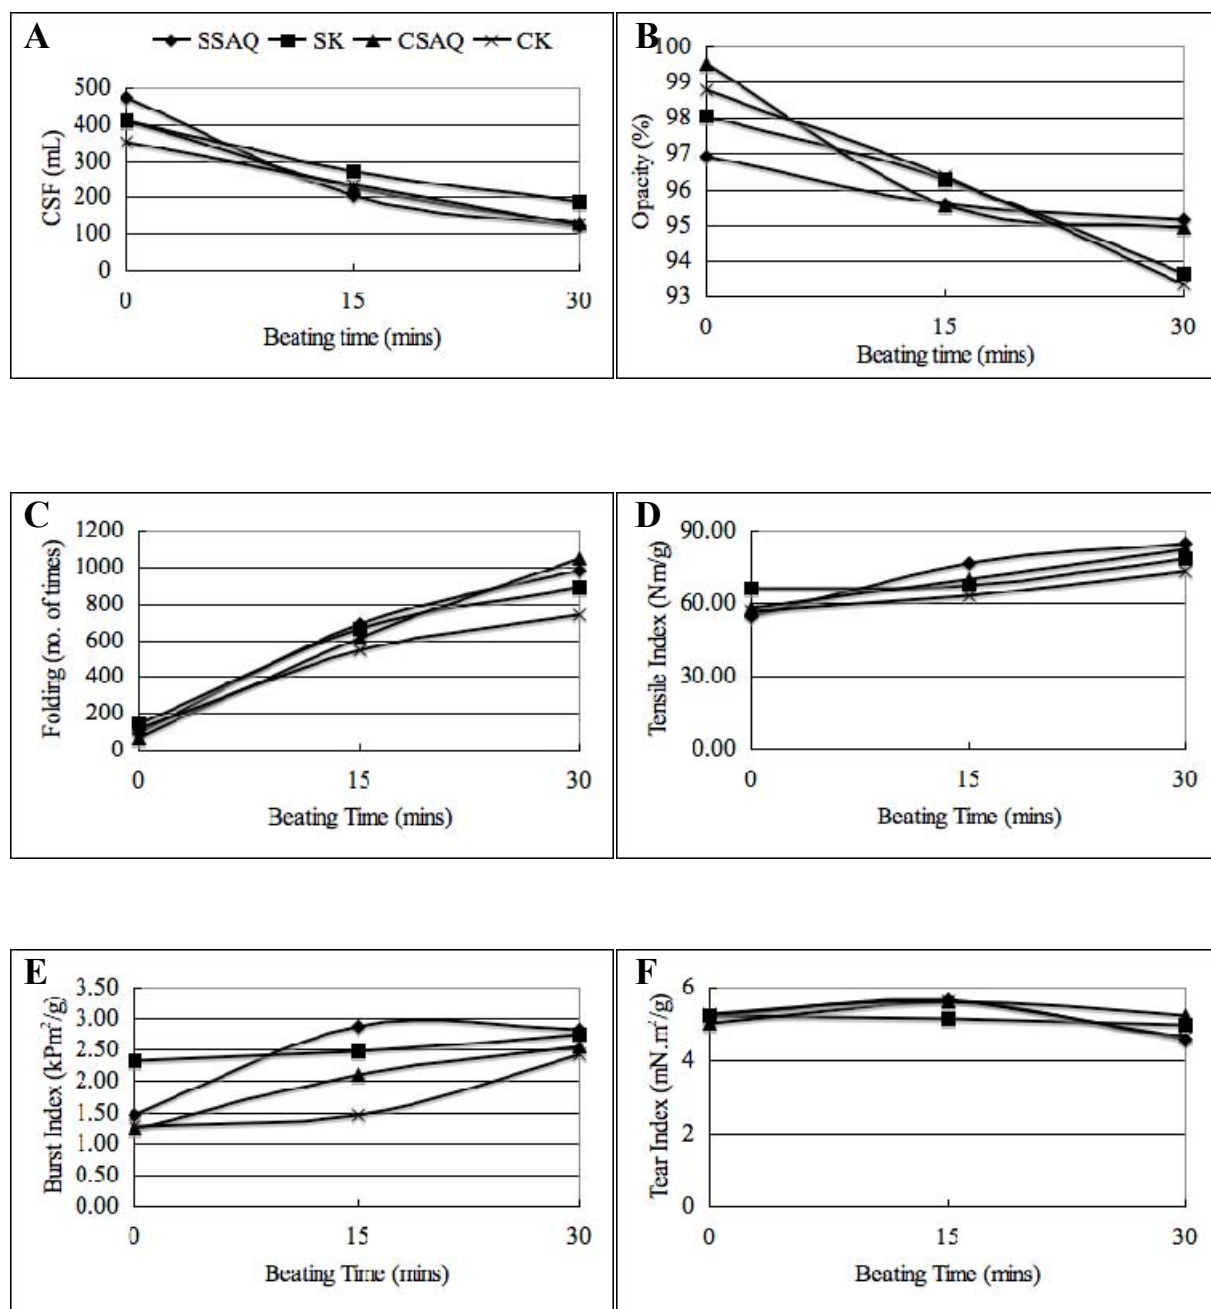 A
SSAQ SK CSAQ CK
500
400
300
200
100
0
0 15 30
CSF (mL)
Beating time (mins)
B
100
99
98
97
96
95
94
93
0 15 30
Opacity (%)
Beating time (mins)
C
1200
1000
800
600
400
200
0
0 15 30
Folding (no. of times)
Beating Time (mins)
D
90.00
60.00
30.00
0.00
0 15 30
Tensile Index (Nm/g)
Beating Time (mins)
E
3.50
3.00
2.50
2.00
1.50
1.00
0.50
0.00
0 15 30
Burst Index (kPm²/g)
Beating Time (mins)
F
6
4
2
0
0 15 30
Tear Index (mN.m²/g)
Beating Time (mins)